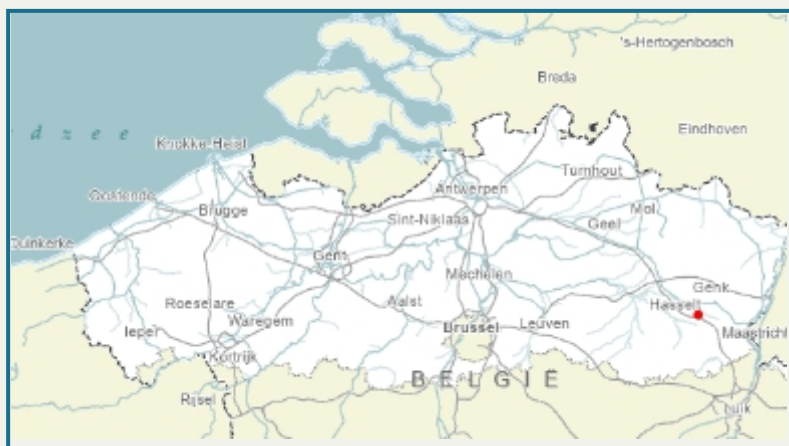 's-Hertogenbosch
Breda
dzee
Eindhoven
Knokke-Heist
Turnhout
Antwerpen
Oostende
Mol
Brugge
Sint-Niklaas
Geel
Duinkerke
Gent
Mechelen
Genk
Roeselare
Aalst
Hasselt
Waregem
Brussel
Leuven
Ieper
Maastricht
Kortrijk
BELGIË
Rijsel
Luik